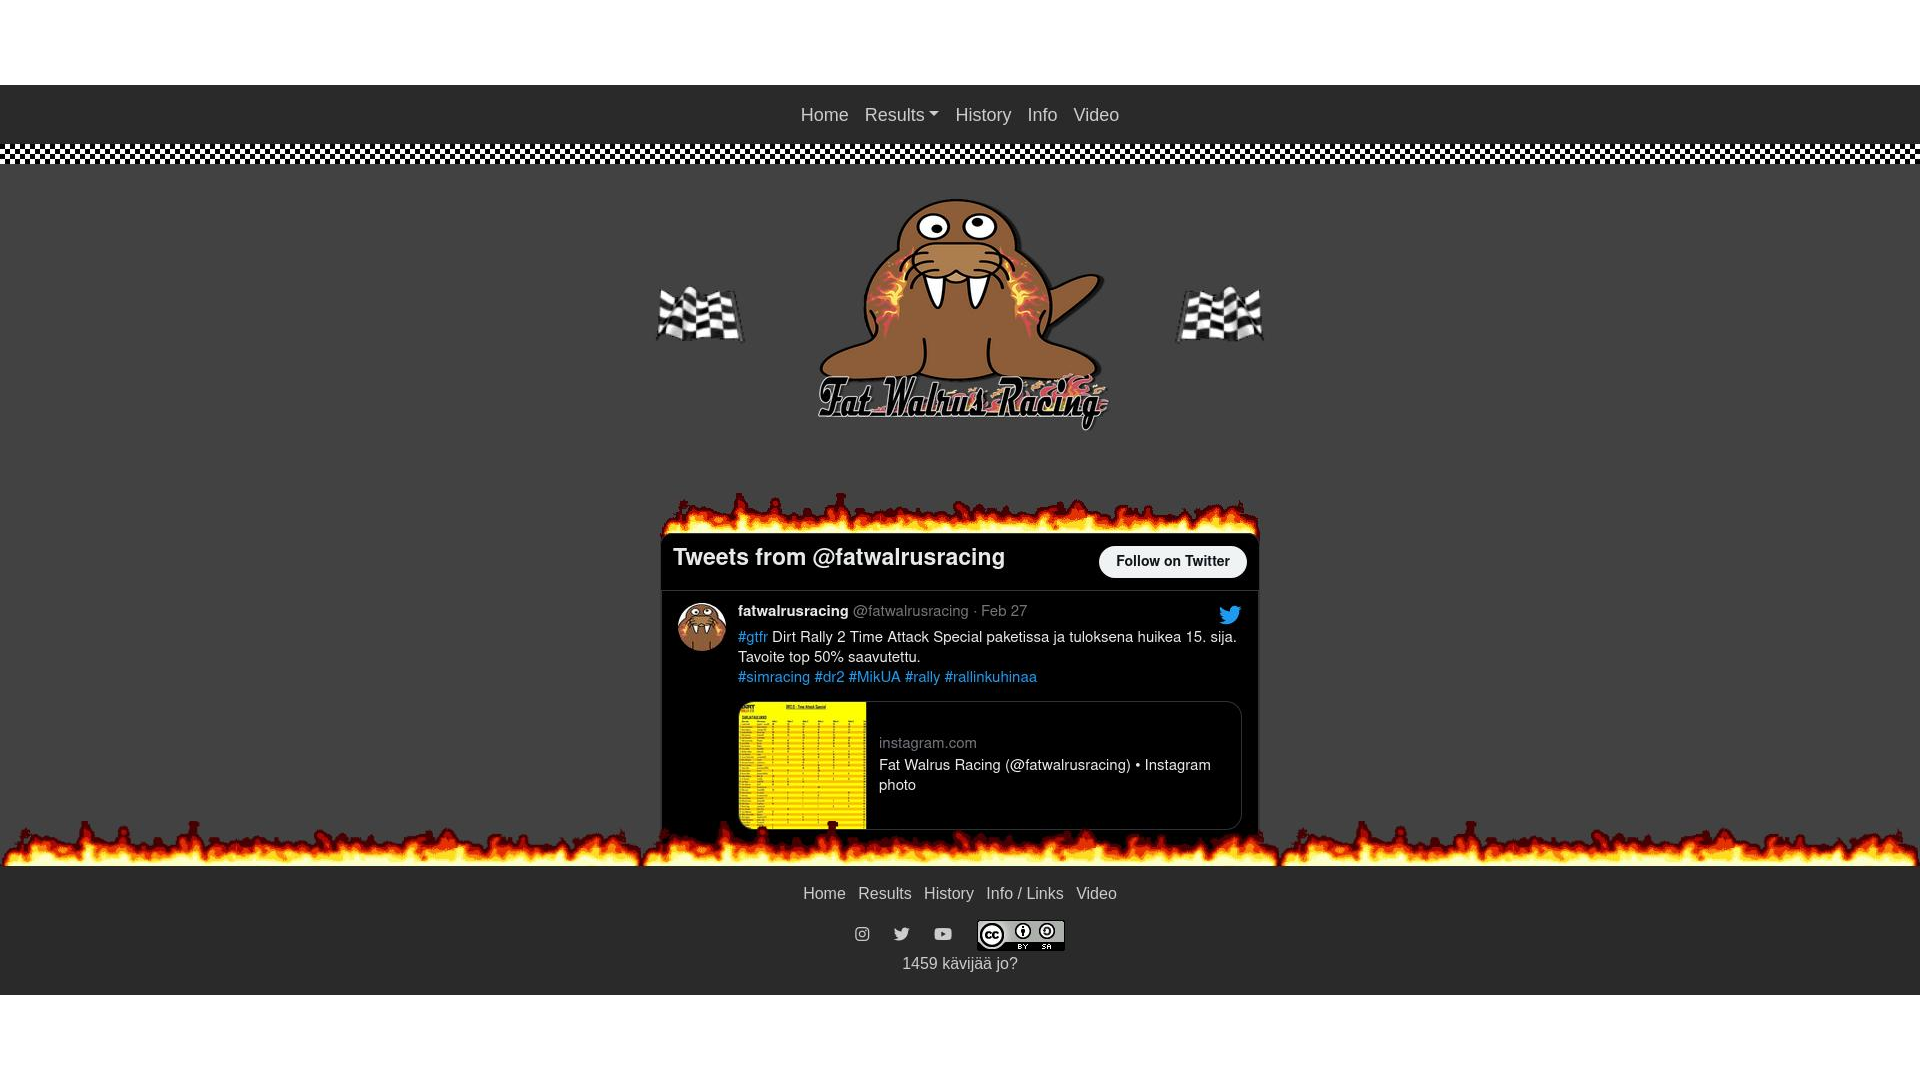 Home Results History Info Video
Fat Walrus Racing
Tweets from @fatwalrusracing
Follow on Twitter
fatwalrusracing @fatwalrusracing · Feb 27
#gtfr Dirt Rally 2 Time Attack Special paketissa ja tuloksena huikea 15. sija.
Tavoite top 50% saavutettu.
#simracing #dr2 #MikUA #rally #rallinkuhinaa
instagram.com
Fat Walrus Racing (@fatwalrusracing) • Instagram
photo
Home Results History Info / Links Video
cc BY SA
1459 kävijää jo?